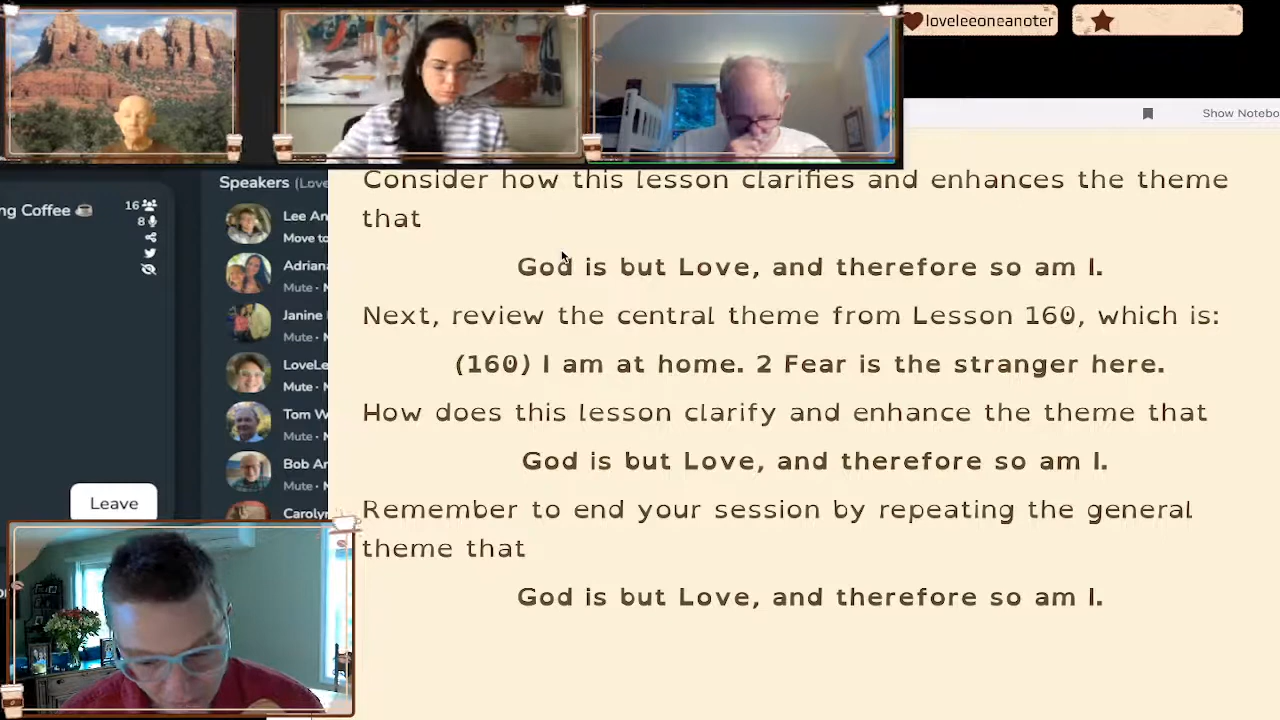 loveleeoneanoter
Show Notebo
Consider how this lesson clarifies and enhances the theme
that
God is but Love, and therefore so am I.
Next, review the central theme from Lesson 160, which is:
(160) I am at home. 2 Fear is the stranger here.
How does this lesson clarify and enhance the theme that
God is but Love, and therefore so am I.
Remember to end your session by repeating the general
theme that
God is but Love, and therefore so am I.
ng Coffee
16
8
Leave
Speakers (Love
Lee An
Move to
Adriana
Mute ·
Janine
Mute ·
LoveLe
Mute ·
Tom W
Mute ·
Bob Ar
Mute ·
Carolyn